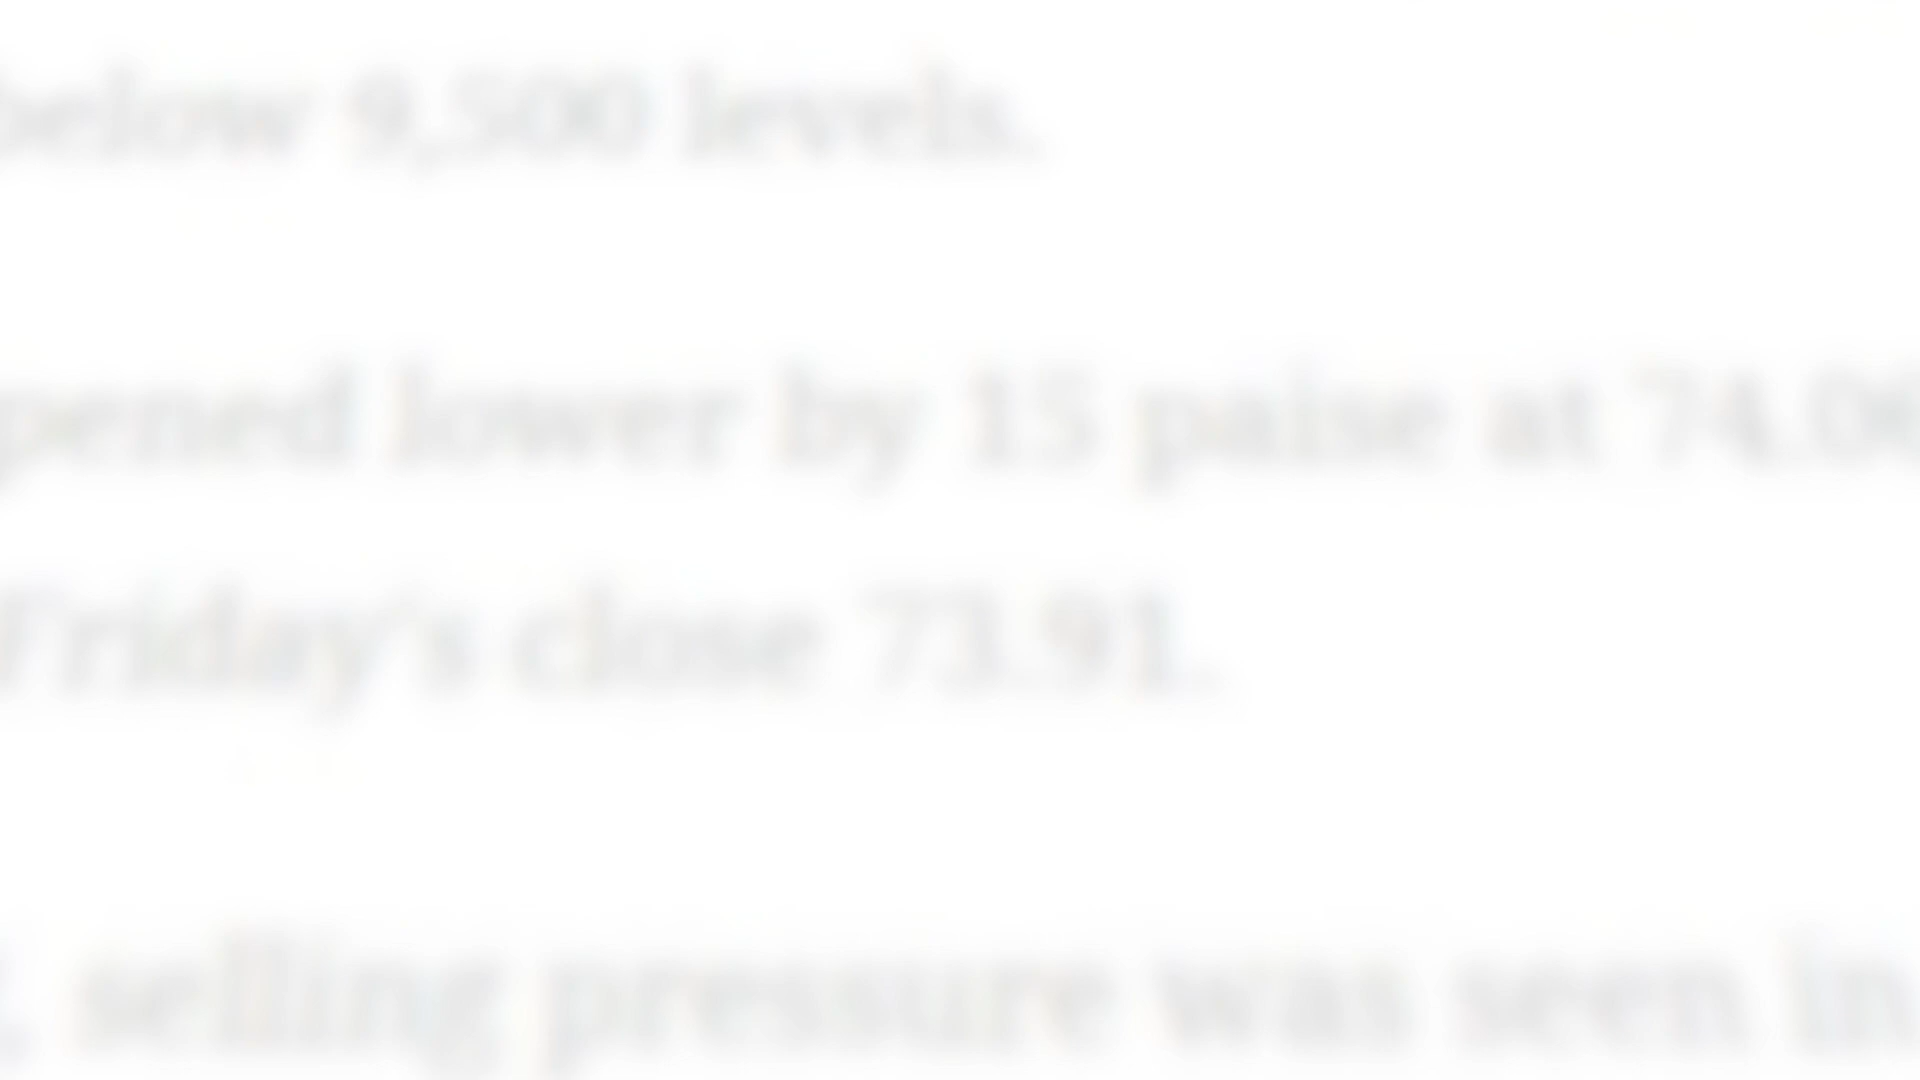 below 9,500 levels.
pened lower by 15 paise at 74.06
Friday's close 73.91.
, selling pressure was seen in